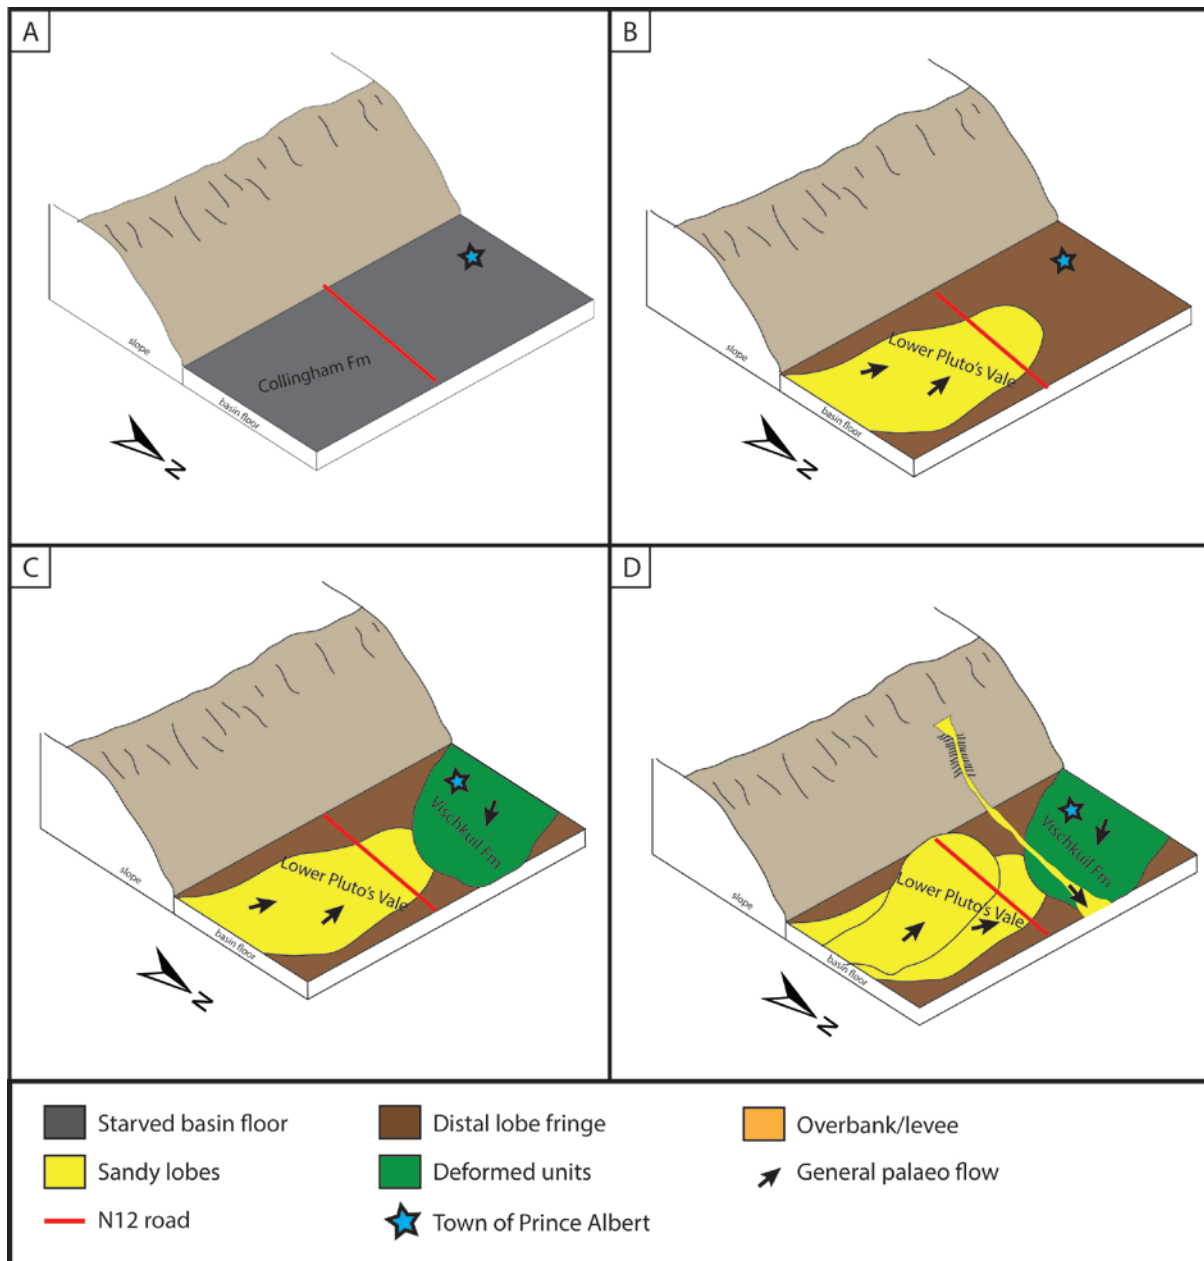 A
slope
basin floor
Collingham Fm
N
B
slope
basin floor
Lower Pluto's Vale
N
C
slope
basin floor
Lower Pluto's Vale
Vischkuil Fm
N
D
slope
basin floor
Lower Pluto's Vale
Vischkuil Fm
N
Starved basin floor
Distal lobe fringe
Overbank/levee
Sandy lobes
Deformed units
General palaeo flow
N12 road
Town of Prince Albert